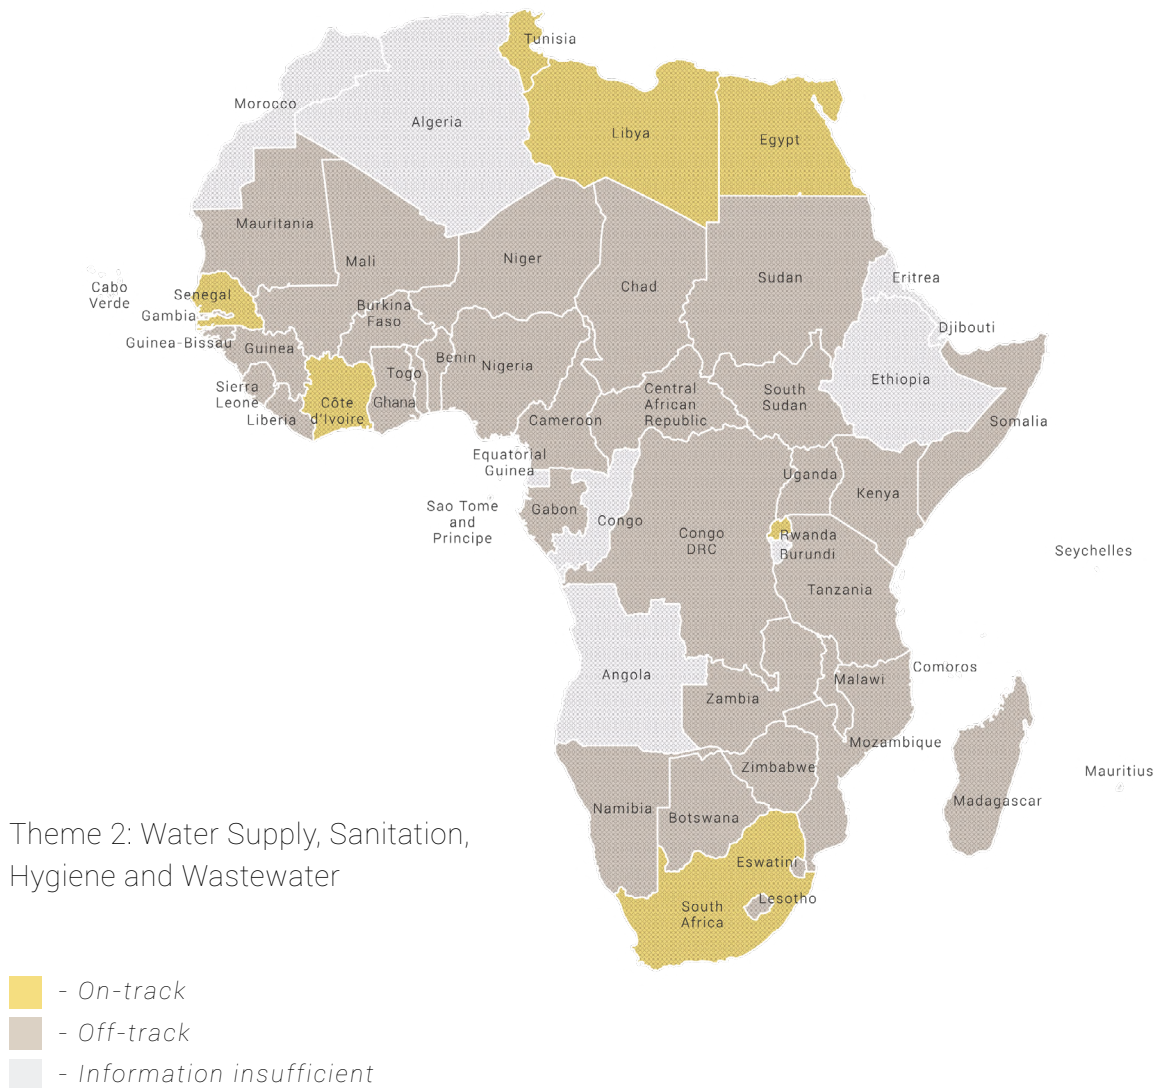 Tunisia
Morocco
Algeria
Libya
Egypt
Mauritania
Mali
Niger
Chad
Sudan
Eritrea
Cabo
Verde
Senegal
Gambia
Burkina
Faso
Djibouti
Guinea-Bissau
Guinea
Benin
Nigeria
Togo
Ethiopia
Sierra
Leone
Côte
d'Ivoire
Ghana
Liberia
Central
African
Republic
South
Sudan
Cameroon
Somalia
Equatorial
Guinea
Uganda
Kenya
Sao Tome
and
Principe
Gabon
Congo
Congo
DRC
Rwanda
Burundi
Seychelles
Tanzania
Angola
Comoros
Malawi
Zambia
Mozambique
Zimbabwe
Mauritius
Namibia
Botswana
Madagascar
Eswatini
Lesotho
South
Africa
Theme 2: Water Supply, Sanitation,
Hygiene and Wastewater
- On-track
- Off-track
- Information insufficient